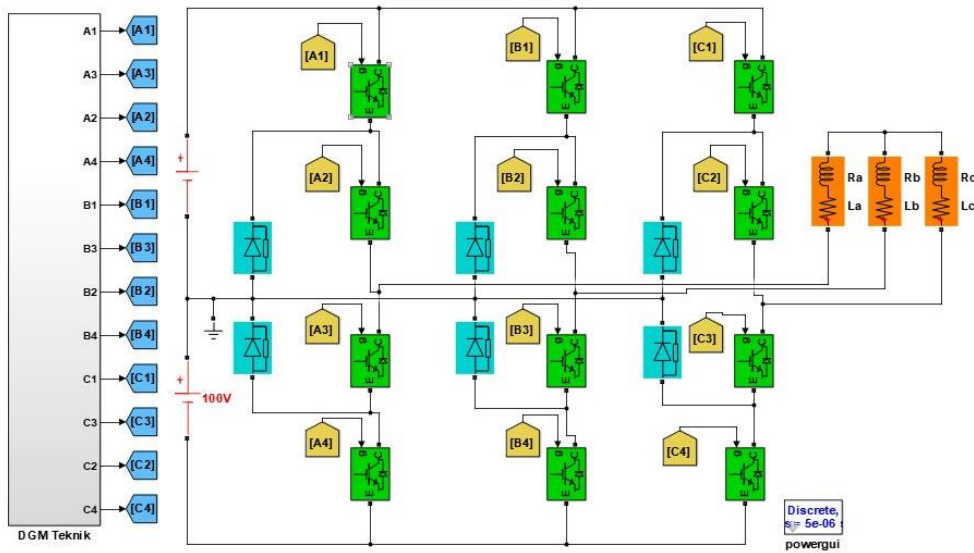 A1
A3
A2
A4
B1
B3
B2
B4
C1
C3
C2
C4
DGM Teknik
[A1]
[A3]
[A2]
[A4]
[B1]
[B3]
[B2]
[B4]
[C1]
[C3]
[C2]
[C4]
+
+
100V
[A1]
g C
E
[B1]
g C
E
[C1]
g C
E
[A2]
g C
E
[B2]
g C
E
[C2]
g C
E
[A3]
g C
E
[B3]
g C
E
[C3]
g C
E
[A4]
g C
E
[B4]
g C
E
[C4]
g C
E
Ra
La
Rb
Lb
Rc
Lc
+
+
+
Discrete,
s = 5e-06 s
powergui